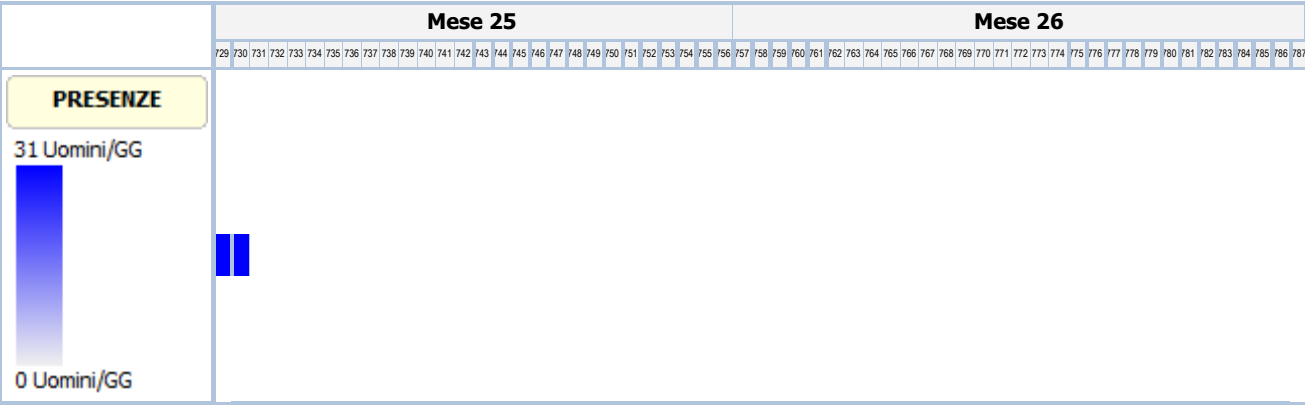 Mese 25 Mese 26
729 730 731 732 733 734 735 736 737 738 739 740 741 742 743 744 745 746 747 748 749 750 751 752 753 754 755 756 757 758 759 760 761 762 763 764 765 766 767 768 769 770 771 772 773 774 775 776 777 778 779 780 781 782 783 784 785 786 787
PRESENZE
31 Uomini/GG
0 Uomini/GG